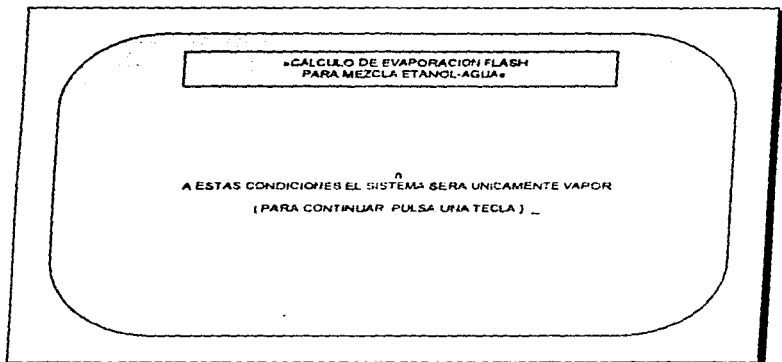 »CALCULO DE EVAPORACION FLASH
PARA MEZCLA ETANOL-AGUA«
A ESTAS CONDICIONES EL SISTEMA SERA UNICAMENTE VAPOR
(PARA CONTINUAR PULSA UNA TECLA) _